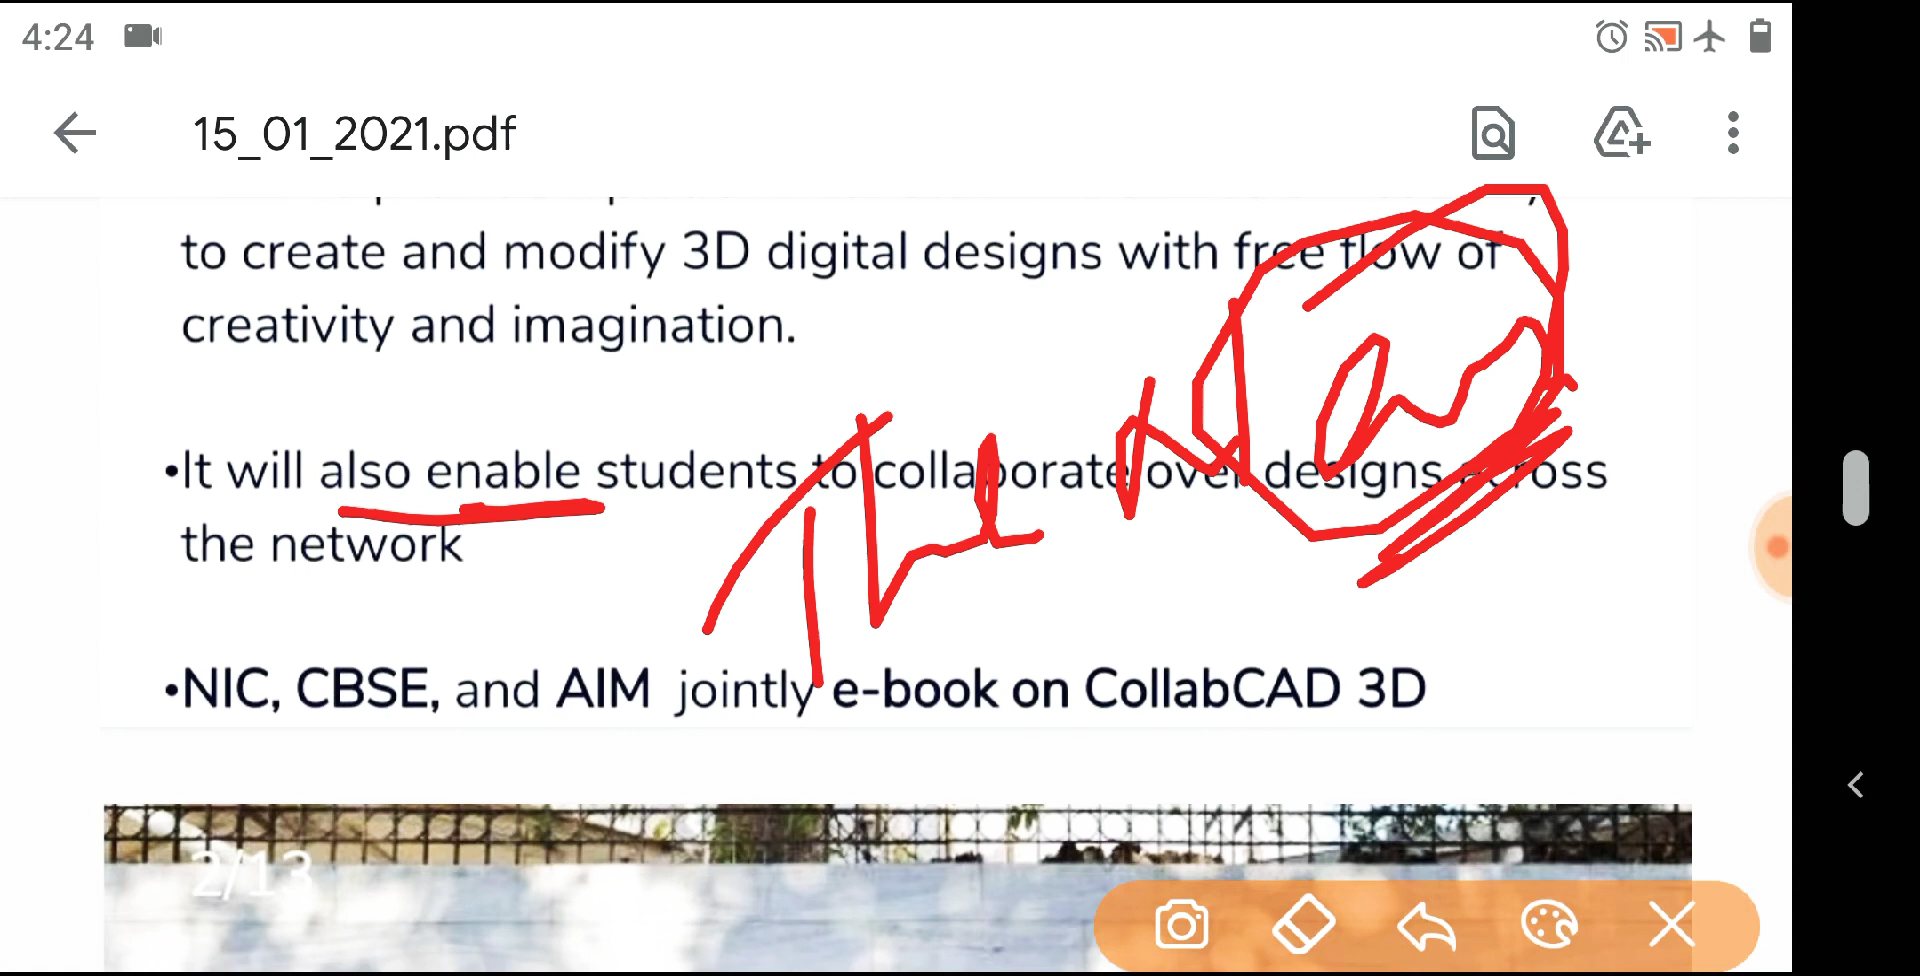 4:24
15_01_2021.pdf
to create and modify 3D digital designs with free flow of
creativity and imagination.
•It will also enable students to collaborate over designs across
the network
•NIC, CBSE, and AIM jointly e-book on CollabCAD 3D
2/13